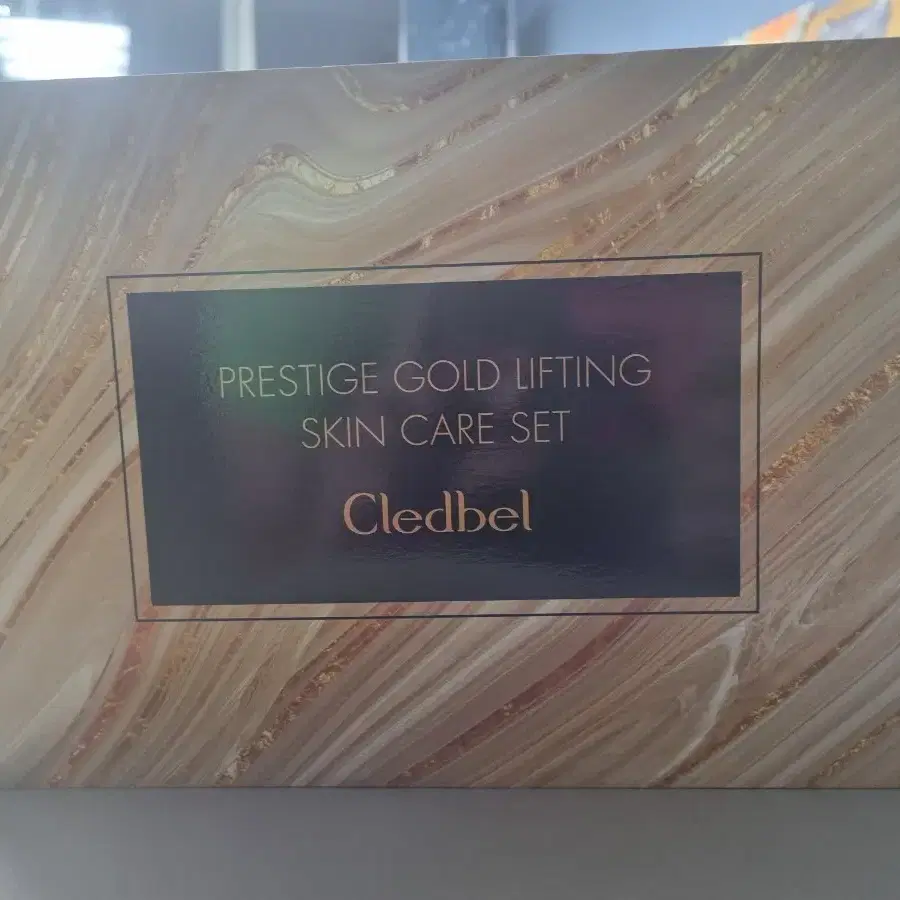 PRESTIGE GOLD LIFTING
SKIN CARE SET
Cledbel